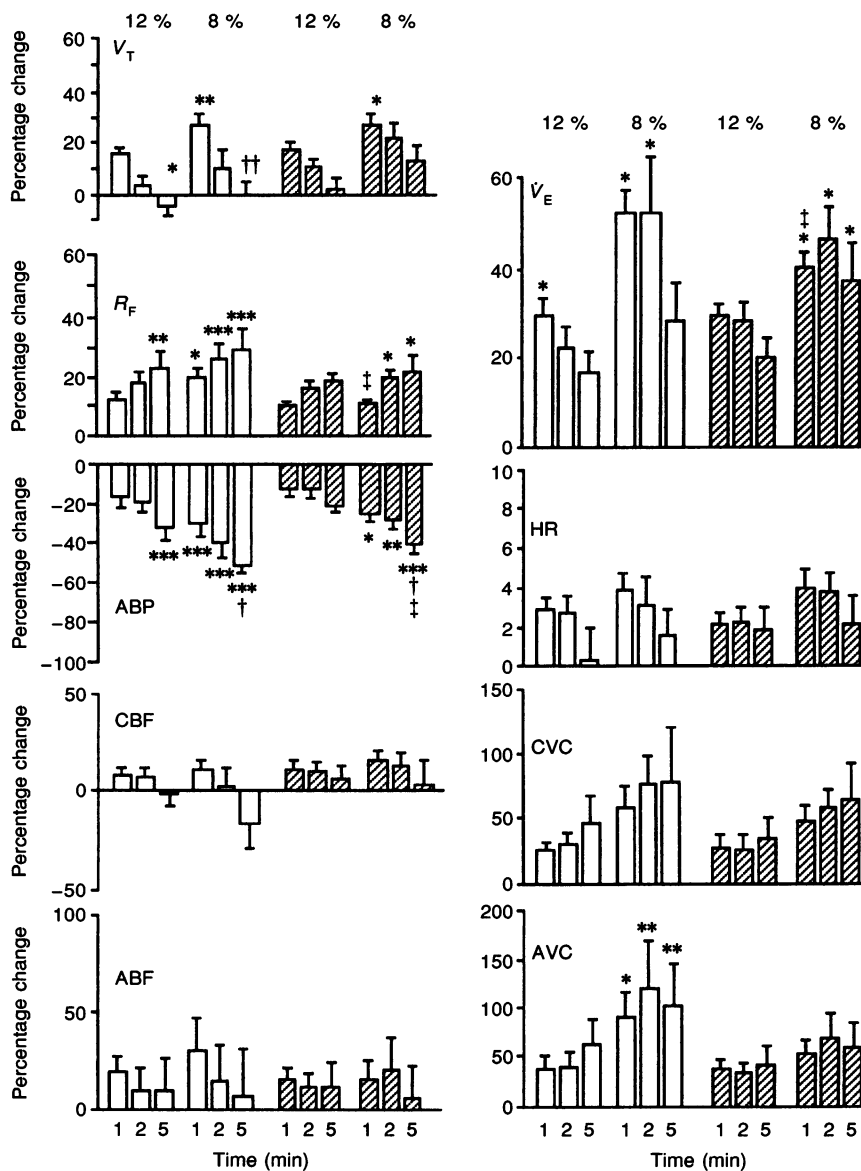 12 % 8 % 12 % 8 %
60
40
20
0
Percentage change
V_T
** * * ††
60
40
20
0
Percentage change
R_F
** * *** *** ‡ * *
0
−20
−40
−60
−80
−100
Percentage change
ABP
*** *** *** *** † * ** *** † ‡
50
0
−50
Percentage change
CBF
100
50
0
Percentage change
ABF
1 2 5 1 2 5 1 2 5 1 2 5
Time (min)
12 % 8 % 12 % 8 %
60
40
20
0
V̇_E
* * * ‡ * * *
10
8
6
4
2
0
HR
150
100
50
0
CVC
200
150
100
50
0
AVC
* ** **
1 2 5 1 2 5 1 2 5 1 2 5
Time (min)